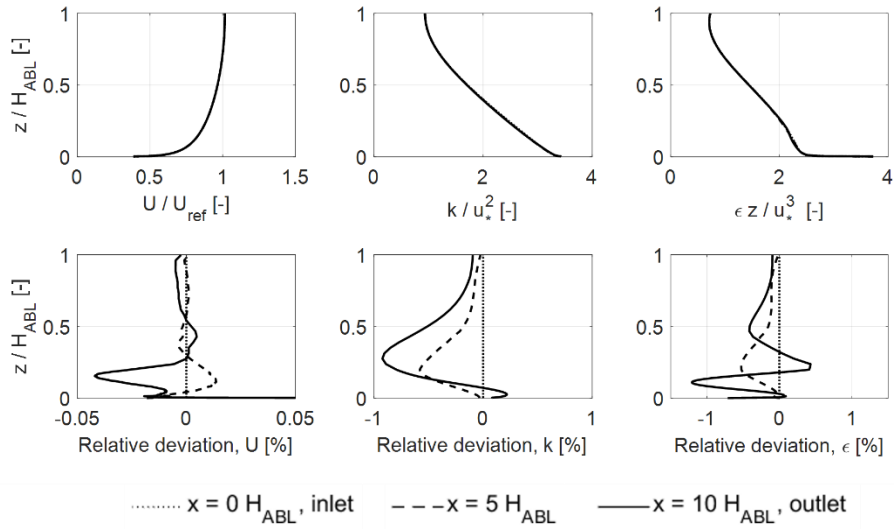 z / H_ABL [-]
1
0.5
0
0 0.5 1 1.5
U / U_ref [-]
1
0.5
0
0 2 4
k / u_*^2 [-]
z / H_ABL [-]
1
0.5
0
0 2 4
ϵ z / u_*^3 [-]
z / H_ABL [-]
1
0.5
0
-0.05 0 0.05
Relative deviation, U [%]
z / H_ABL [-]
1
0.5
0
-1 0 1
Relative deviation, k [%]
z / H_ABL [-]
1
0.5
0
-1 0 1
Relative deviation, ϵ [%]
x = 0 H_ABL, inlet x = 5 H_ABL x = 10 H_ABL, outlet